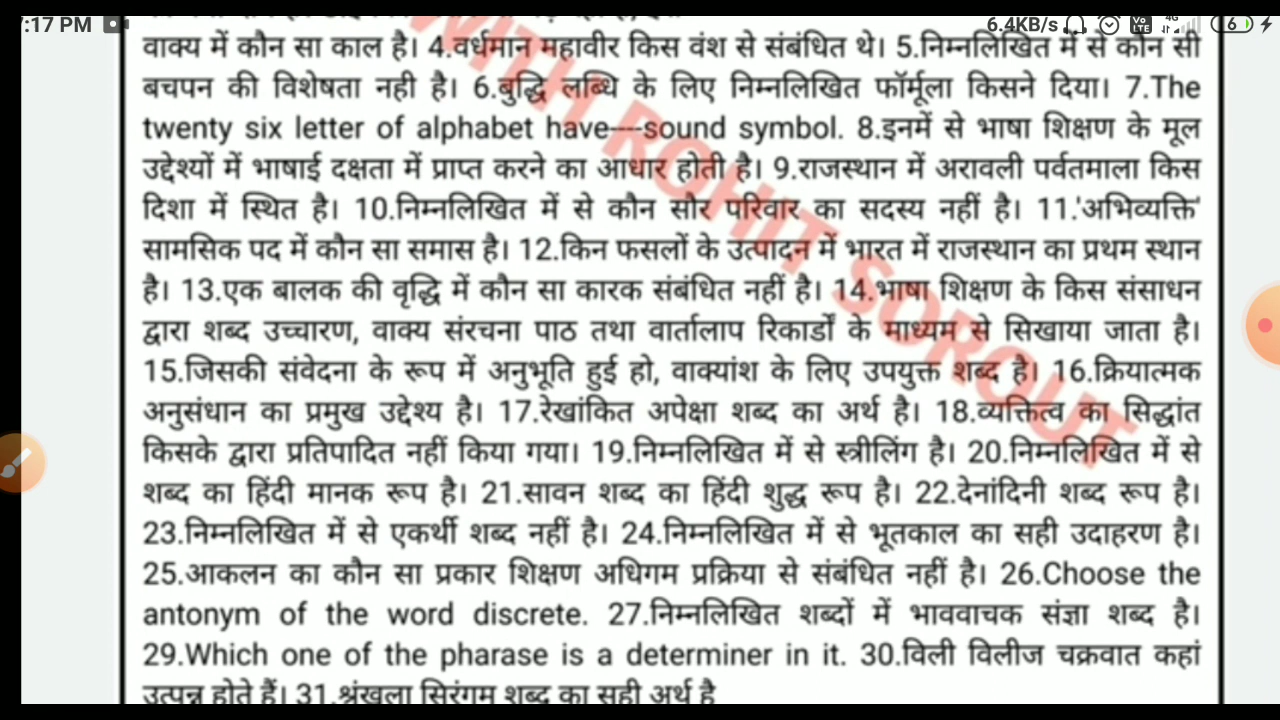 :17 PM
6.4KB/s Vo LTE 4G 6
वाक्य में कौन सा काल है। 4.वर्धमान महावीर किस वंश से संबंधित थे। 5.निम्नलिखित में से कौन सी
बचपन की विशेषता नही है। 6.बुद्धि लब्धि के लिए निम्नलिखित फॉर्मूला किसने दिया। 7.The
twenty six letter of alphabet have----sound symbol. 8.इनमें से भाषा शिक्षण के मूल
उद्देश्यों में भाषाई दक्षता में प्राप्त करने का आधार होती है। 9.राजस्थान में अरावली पर्वतमाला किस
दिशा में स्थित है। 10.निम्नलिखित में से कौन सौर परिवार का सदस्य नहीं है। 11.'अभिव्यक्ति'
सामसिक पद में कौन सा समास है। 12.किन फसलों के उत्पादन में भारत में राजस्थान का प्रथम स्थान
है। 13.एक बालक की वृद्धि में कौन सा कारक संबंधित नहीं है। 14.भाषा शिक्षण के किस संसाधन
द्वारा शब्द उच्चारण, वाक्य संरचना पाठ तथा वार्तालाप रिकार्डों के माध्यम से सिखाया जाता है।
15.जिसकी संवेदना के रूप में अनुभूति हुई हो, वाक्यांश के लिए उपयुक्त शब्द है। 16.क्रियात्मक
अनुसंधान का प्रमुख उद्देश्य है। 17.रेखांकित अपेक्षा शब्द का अर्थ है। 18.व्यक्तित्व का सिद्धांत
किसके द्वारा प्रतिपादित नहीं किया गया। 19.निम्नलिखित में से स्त्रीलिंग है। 20.निम्नलिखित में से
शब्द का हिंदी मानक रूप है। 21.सावन शब्द का हिंदी शुद्ध रूप है। 22.देनांदिनी शब्द रूप है।
23.निम्नलिखित में से एकर्थी शब्द नहीं है। 24.निम्नलिखित में से भूतकाल का सही उदाहरण है।
25.आकलन का कौन सा प्रकार शिक्षण अधिगम प्रक्रिया से संबंधित नहीं है। 26.Choose the
antonym of the word discrete. 27.निम्नलिखित शब्दों में भाववाचक संज्ञा शब्द है।
29.Which one of the pharase is a determiner in it. 30.विली विलीज चक्रवात कहां
उत्पन्न होते हैं। 31.श्रंखला सिरंगम शब्द का सही अर्थ है
WITH ROHIT SOROUT